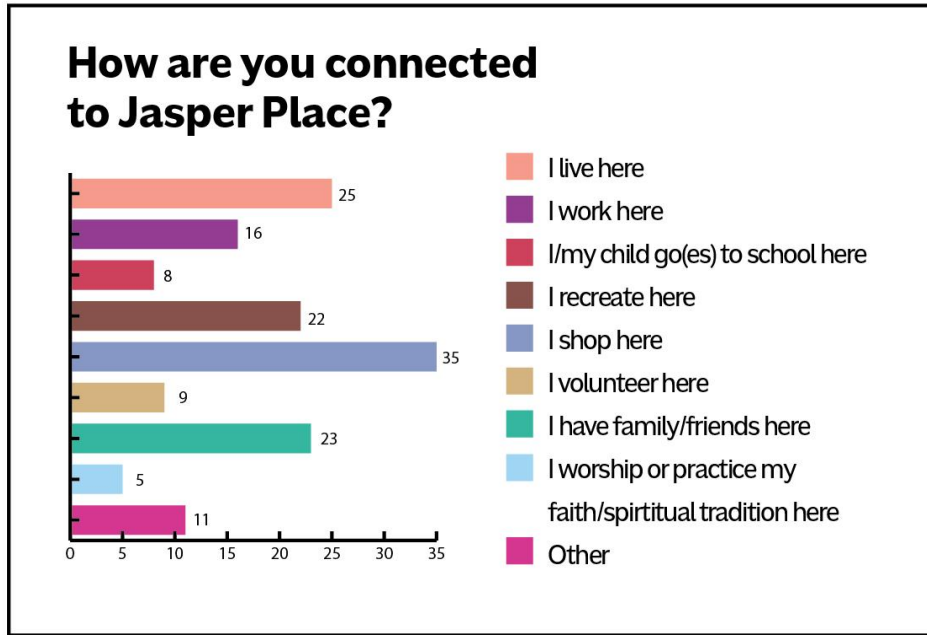 How are you connected
to Jasper Place?
25
16
8
22
35
9
23
5
11
0 5 10 15 20 25 30 35
I live here
I work here
I/my child go(es) to school here
I recreate here
I shop here
I volunteer here
I have family/friends here
I worship or practice my
faith/spirtitual tradition here
Other